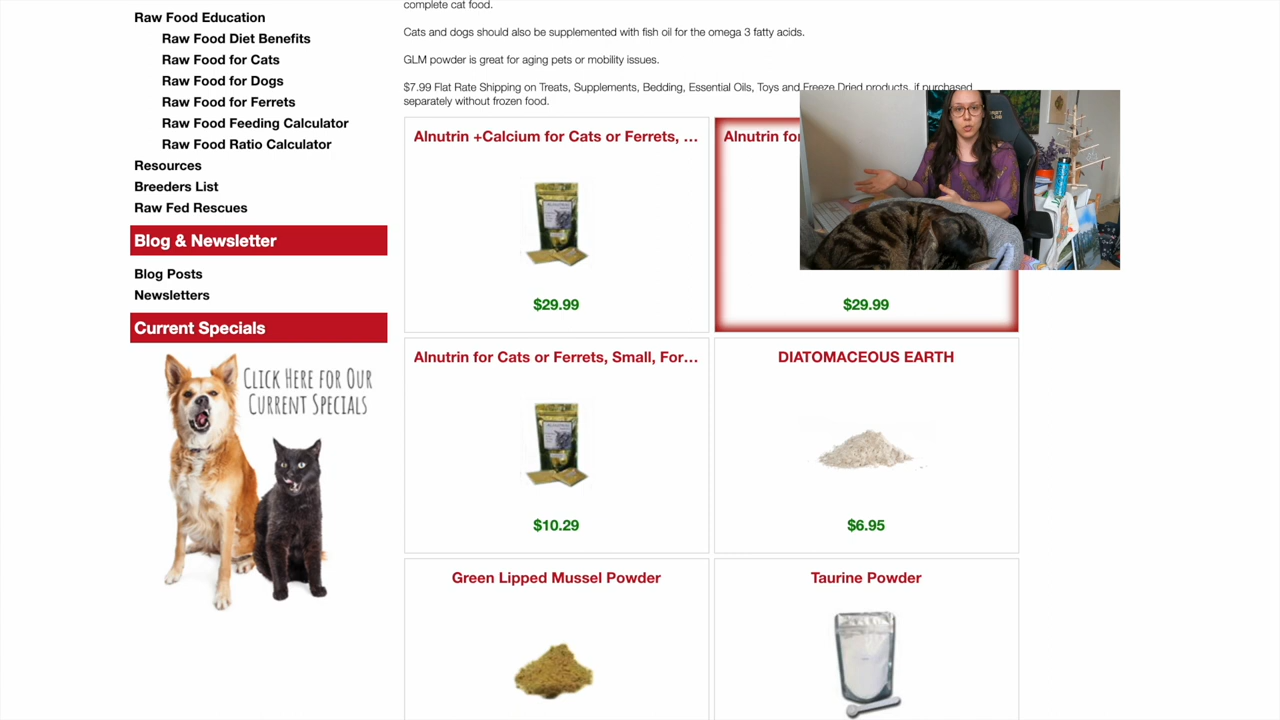 Raw Food Education
Raw Food Diet Benefits
Raw Food for Cats
Raw Food for Dogs
Raw Food for Ferrets
Raw Food Feeding Calculator
Raw Food Ratio Calculator
Resources
Breeders List
Raw Fed Rescues
Blog & Newsletter
Blog Posts
Newsletters
Current Specials
CLICK HERE FOR OUR
CURRENT SPECIALS
complete cat food.
Cats and dogs should also be supplemented with fish oil for the omega 3 fatty acids.
GLM powder is great for aging pets or mobility issues.
$7.99 Flat Rate Shipping on Treats, Supplements, Bedding, Essential Oils, Toys and Freeze Dried products, if purchased
separately without frozen food.
Alnutrin +Calcium for Cats or Ferrets, ...
$29.99
Alnutrin for
$29.99
Alnutrin for Cats or Ferrets, Small, For...
$10.29
DIATOMACEOUS EARTH
$6.95
Green Lipped Mussel Powder
Taurine Powder